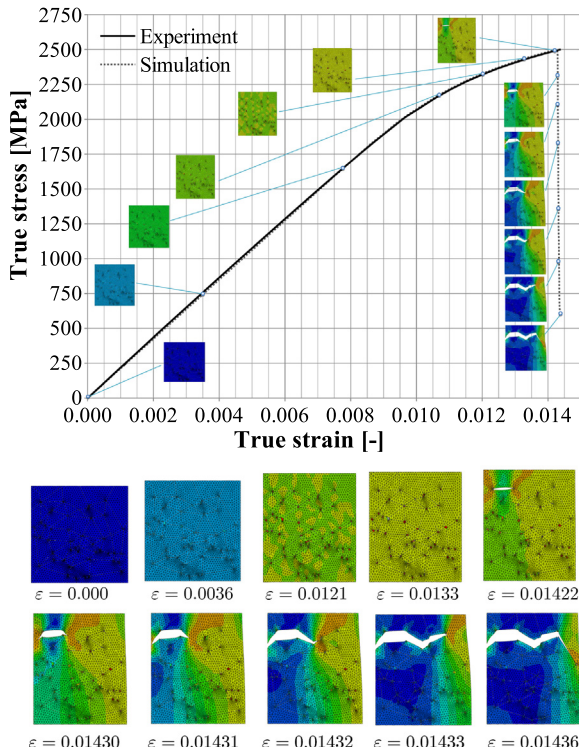 2750
2500
2250
2000
1750
1500
1250
1000
750
500
250
0
True stress [MPa]
Experiment
Simulation
0.000 0.002 0.004 0.006 0.008 0.010 0.012 0.014
True strain [-]
ε = 0.000 ε = 0.0036 ε = 0.0121 ε = 0.0133 ε = 0.01422
ε = 0.01430 ε = 0.01431 ε = 0.01432 ε = 0.01433 ε = 0.01436